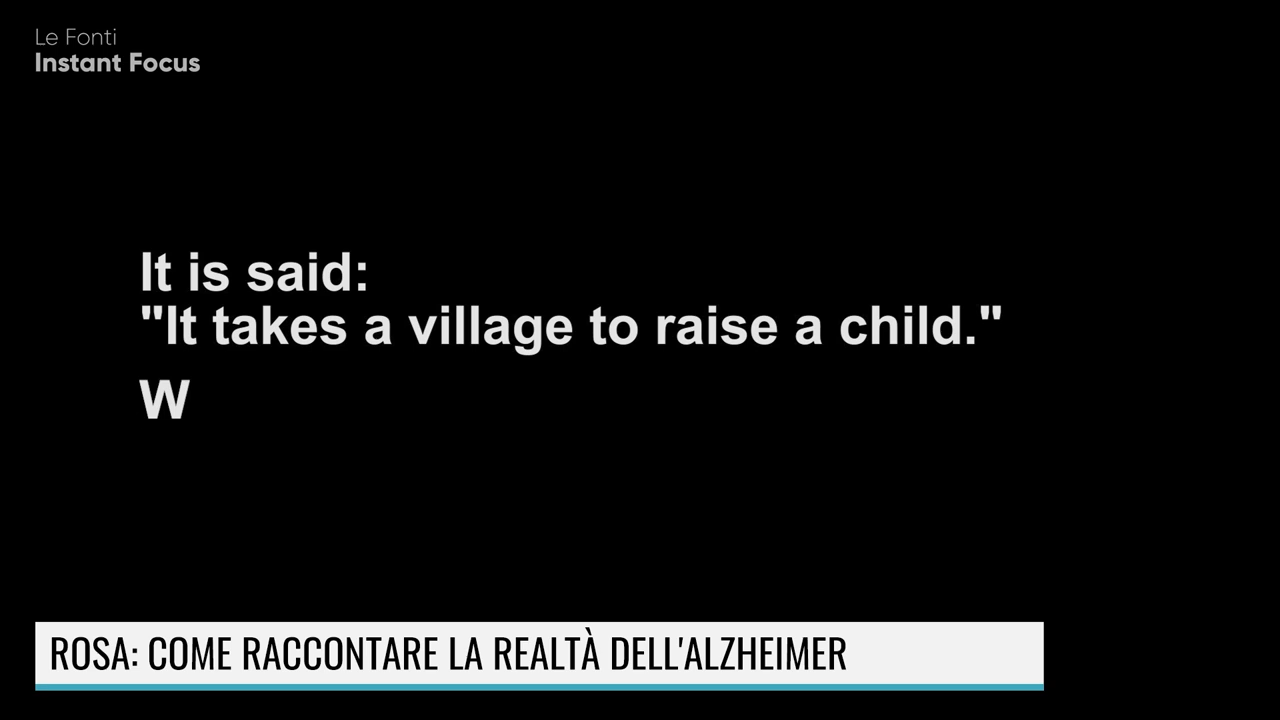 Le Fonti
Instant Focus
It is said:
"It takes a village to raise a child."
W
ROSA: COME RACCONTARE LA REALTÀ DELL'ALZHEIMER